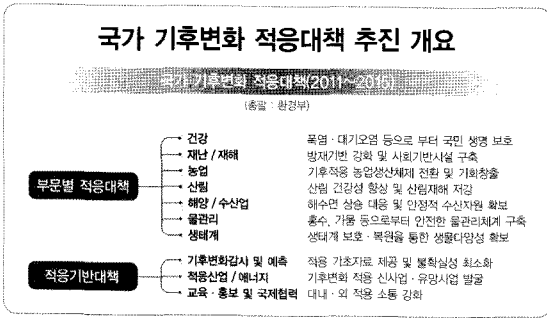 국가 기후변화 적응대책 추진 개요
국가 기후변화 적응대책(2011~2015)
(총괄 : 환경부)
부문별 적응대책
건강 폭염·대기오염 등으로 부터 국민 생명 보호
재난 / 재해 방재기반 강화 및 사회기반시설 구축
농업 기후적응 농업생산체제 전환 및 기회창출
산림 산림 건강성 향상 및 산림재해 저감
해양 / 수산업 해수면 상승 대응 및 안정적 수산자원 확보
물관리 홍수, 가뭄 등으로부터 안전한 물관리체계 구축
생태개 생태계 보호·복원을 통한 생물다양성 확보
적응기반대책
기후변화감시 및 예측 적응 기초자료 제공 및 불확실성 최소화
적응산업 / 에너지 기후변화 적응 신사업·유망사업 발굴
교육·홍보 및 국제협력 대내·외 적응 소통 강화